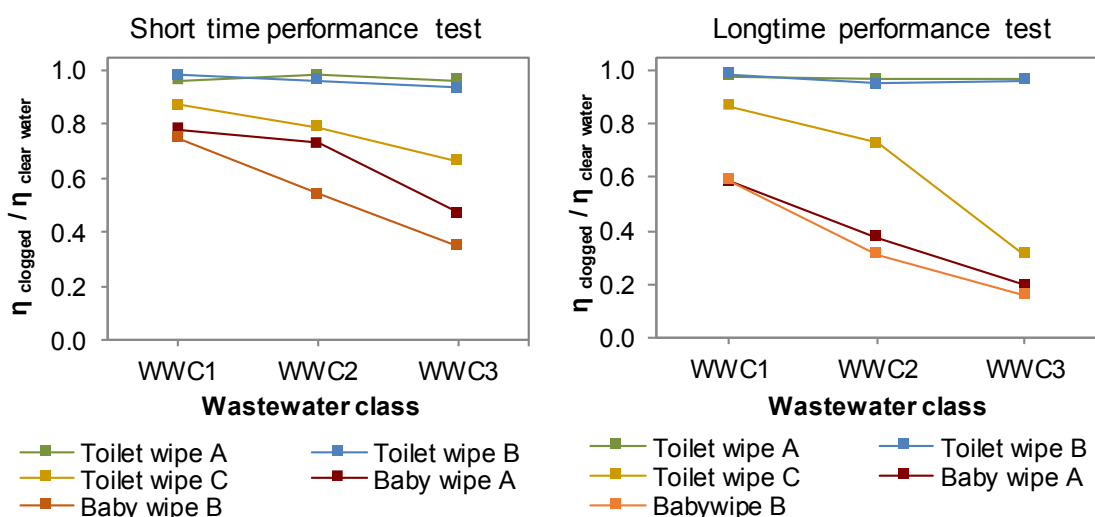 Short time performance test
η clogged / η clear water
1.0
0.8
0.6
0.4
0.2
0.0
WWC1 WWC2 WWC3
Wastewater class
Toilet wipe A Toilet wipe B
Toilet wipe C Baby wipe A
Baby wipe B
Longtime performance test
η clogged / η clear water
1.0
0.8
0.6
0.4
0.2
0.0
WWC1 WWC2 WWC3
Wastewater class
Toilet wipe A Toilet wipe B
Toilet wipe C Baby wipe A
Babywipe B